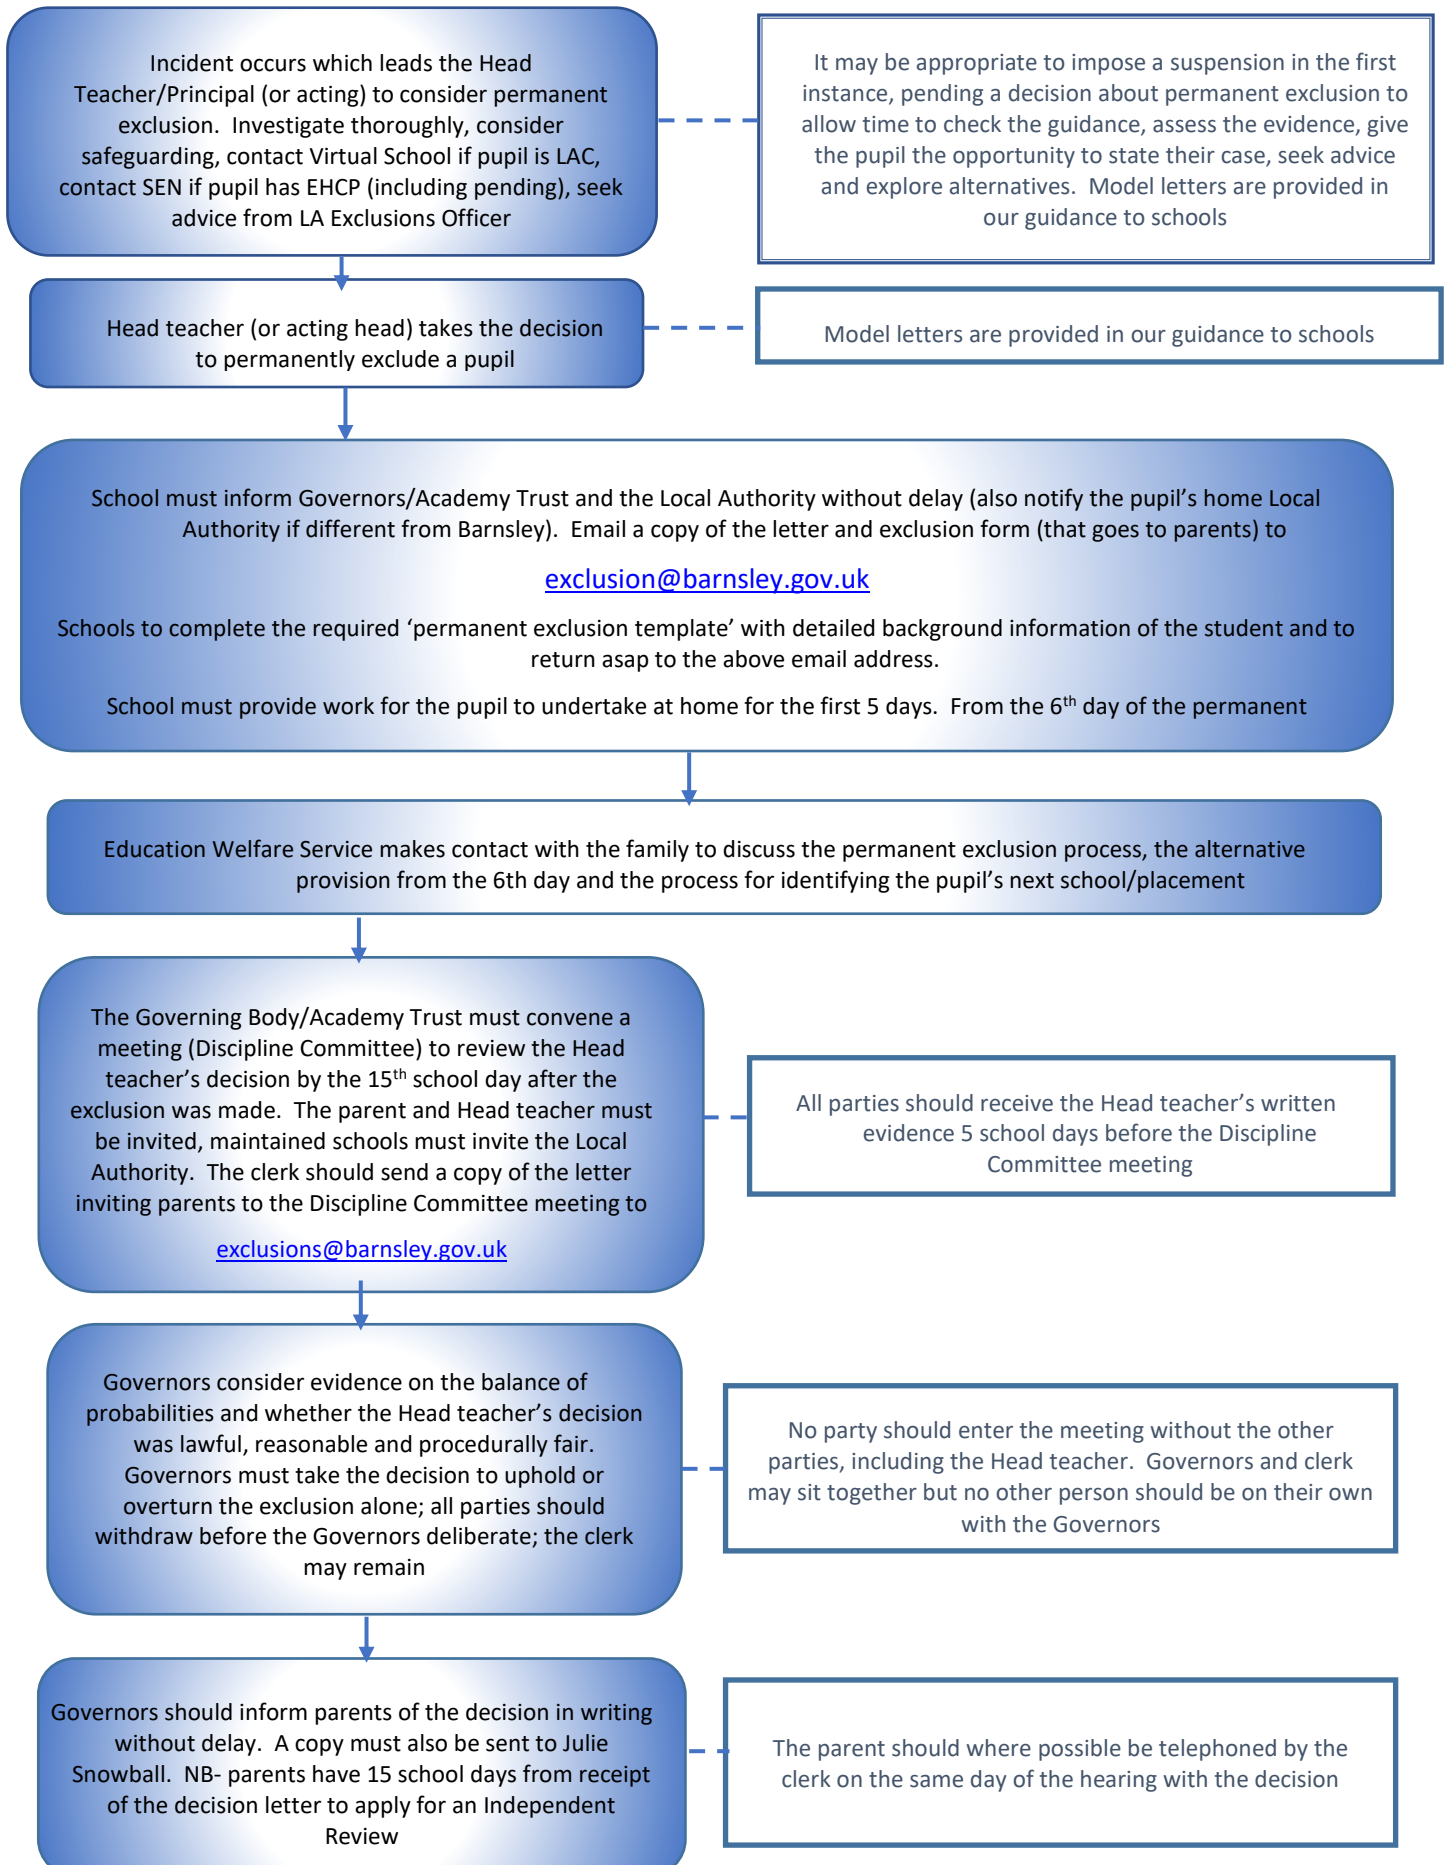 Incident occurs which leads the Head
Teacher/Principal (or acting) to consider permanent
exclusion.  Investigate thoroughly, consider
safeguarding, contact Virtual School if pupil is LAC,
contact SEN if pupil has EHCP (including pending), seek
advice from LA Exclusions Officer
It may be appropriate to impose a suspension in the first
instance, pending a decision about permanent exclusion to
allow time to check the guidance, assess the evidence, give
the pupil the opportunity to state their case, seek advice
and explore alternatives.  Model letters are provided in
our guidance to schools
Head teacher (or acting head) takes the decision
to permanently exclude a pupil
Model letters are provided in our guidance to schools
School must inform Governors/Academy Trust and the Local Authority without delay (also notify the pupil’s home Local
Authority if different from Barnsley).  Email a copy of the letter and exclusion form (that goes to parents) to
exclusion@barnsley.gov.uk
Schools to complete the required ‘permanent exclusion template’ with detailed background information of the student and to
return asap to the above email address.
School must provide work for the pupil to undertake at home for the first 5 days.  From the 6th day of the permanent
Education Welfare Service makes contact with the family to discuss the permanent exclusion process, the alternative
provision from the 6th day and the process for identifying the pupil’s next school/placement
The Governing Body/Academy Trust must convene a
meeting (Discipline Committee) to review the Head
teacher’s decision by the 15th school day after the
exclusion was made.  The parent and Head teacher must
be invited, maintained schools must invite the Local
Authority.  The clerk should send a copy of the letter
inviting parents to the Discipline Committee meeting to
exclusions@barnsley.gov.uk
All parties should receive the Head teacher’s written
evidence 5 school days before the Discipline
Committee meeting
Governors consider evidence on the balance of
probabilities and whether the Head teacher’s decision
was lawful, reasonable and procedurally fair.
Governors must take the decision to uphold or
overturn the exclusion alone; all parties should
withdraw before the Governors deliberate; the clerk
may remain
No party should enter the meeting without the other
parties, including the Head teacher.  Governors and clerk
may sit together but no other person should be on their own
with the Governors
Governors should inform parents of the decision in writing
without delay.  A copy must also be sent to Julie
Snowball.  NB- parents have 15 school days from receipt
of the decision letter to apply for an Independent
Review
The parent should where possible be telephoned by the
clerk on the same day of the hearing with the decision